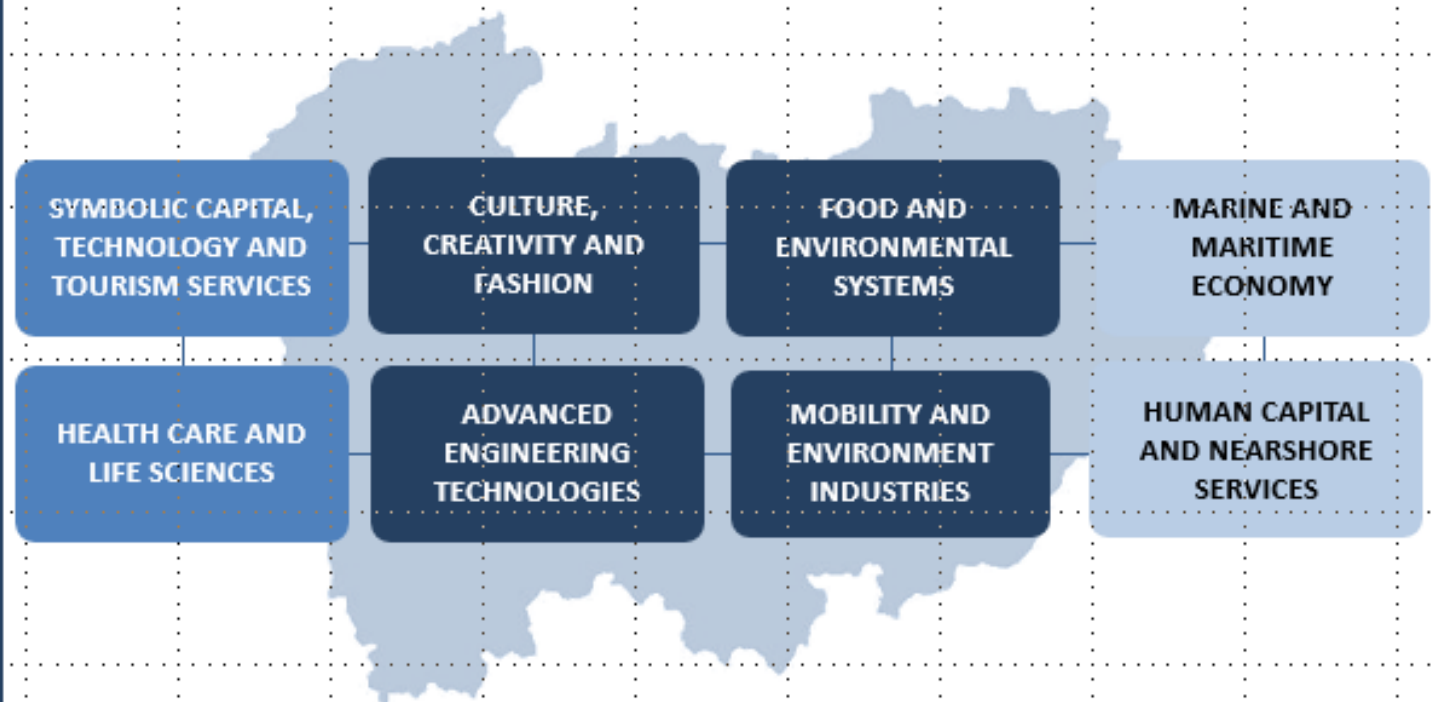 SYMBOLIC CAPITAL,
TECHNOLOGY AND
TOURISM SERVICES
CULTURE,
CREATIVITY AND
FASHION
FOOD AND
ENVIRONMENTAL
SYSTEMS
MARINE AND
MARITIME
ECONOMY
HEALTH CARE AND
LIFE SCIENCES
ADVANCED
ENGINEERING
TECHNOLOGIES
MOBILITY AND
ENVIRONMENT
INDUSTRIES
HUMAN CAPITAL
AND NEARSHORE
SERVICES